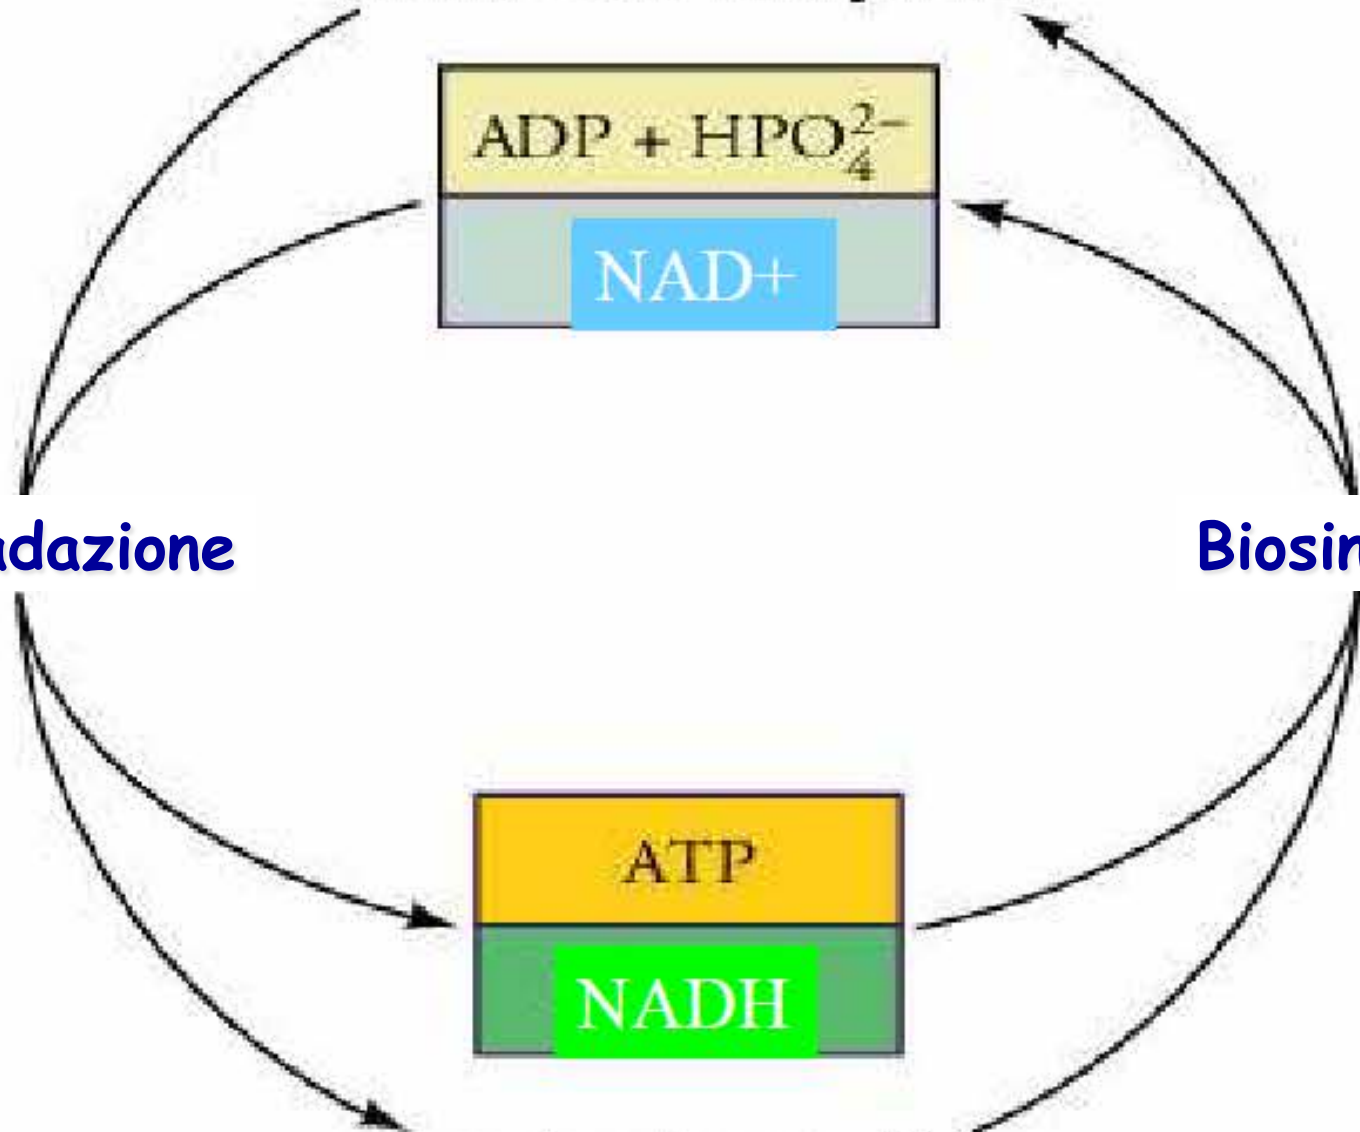 ADP + HPO₄²⁻
NAD+
adazione Biosin
ATP
NADH